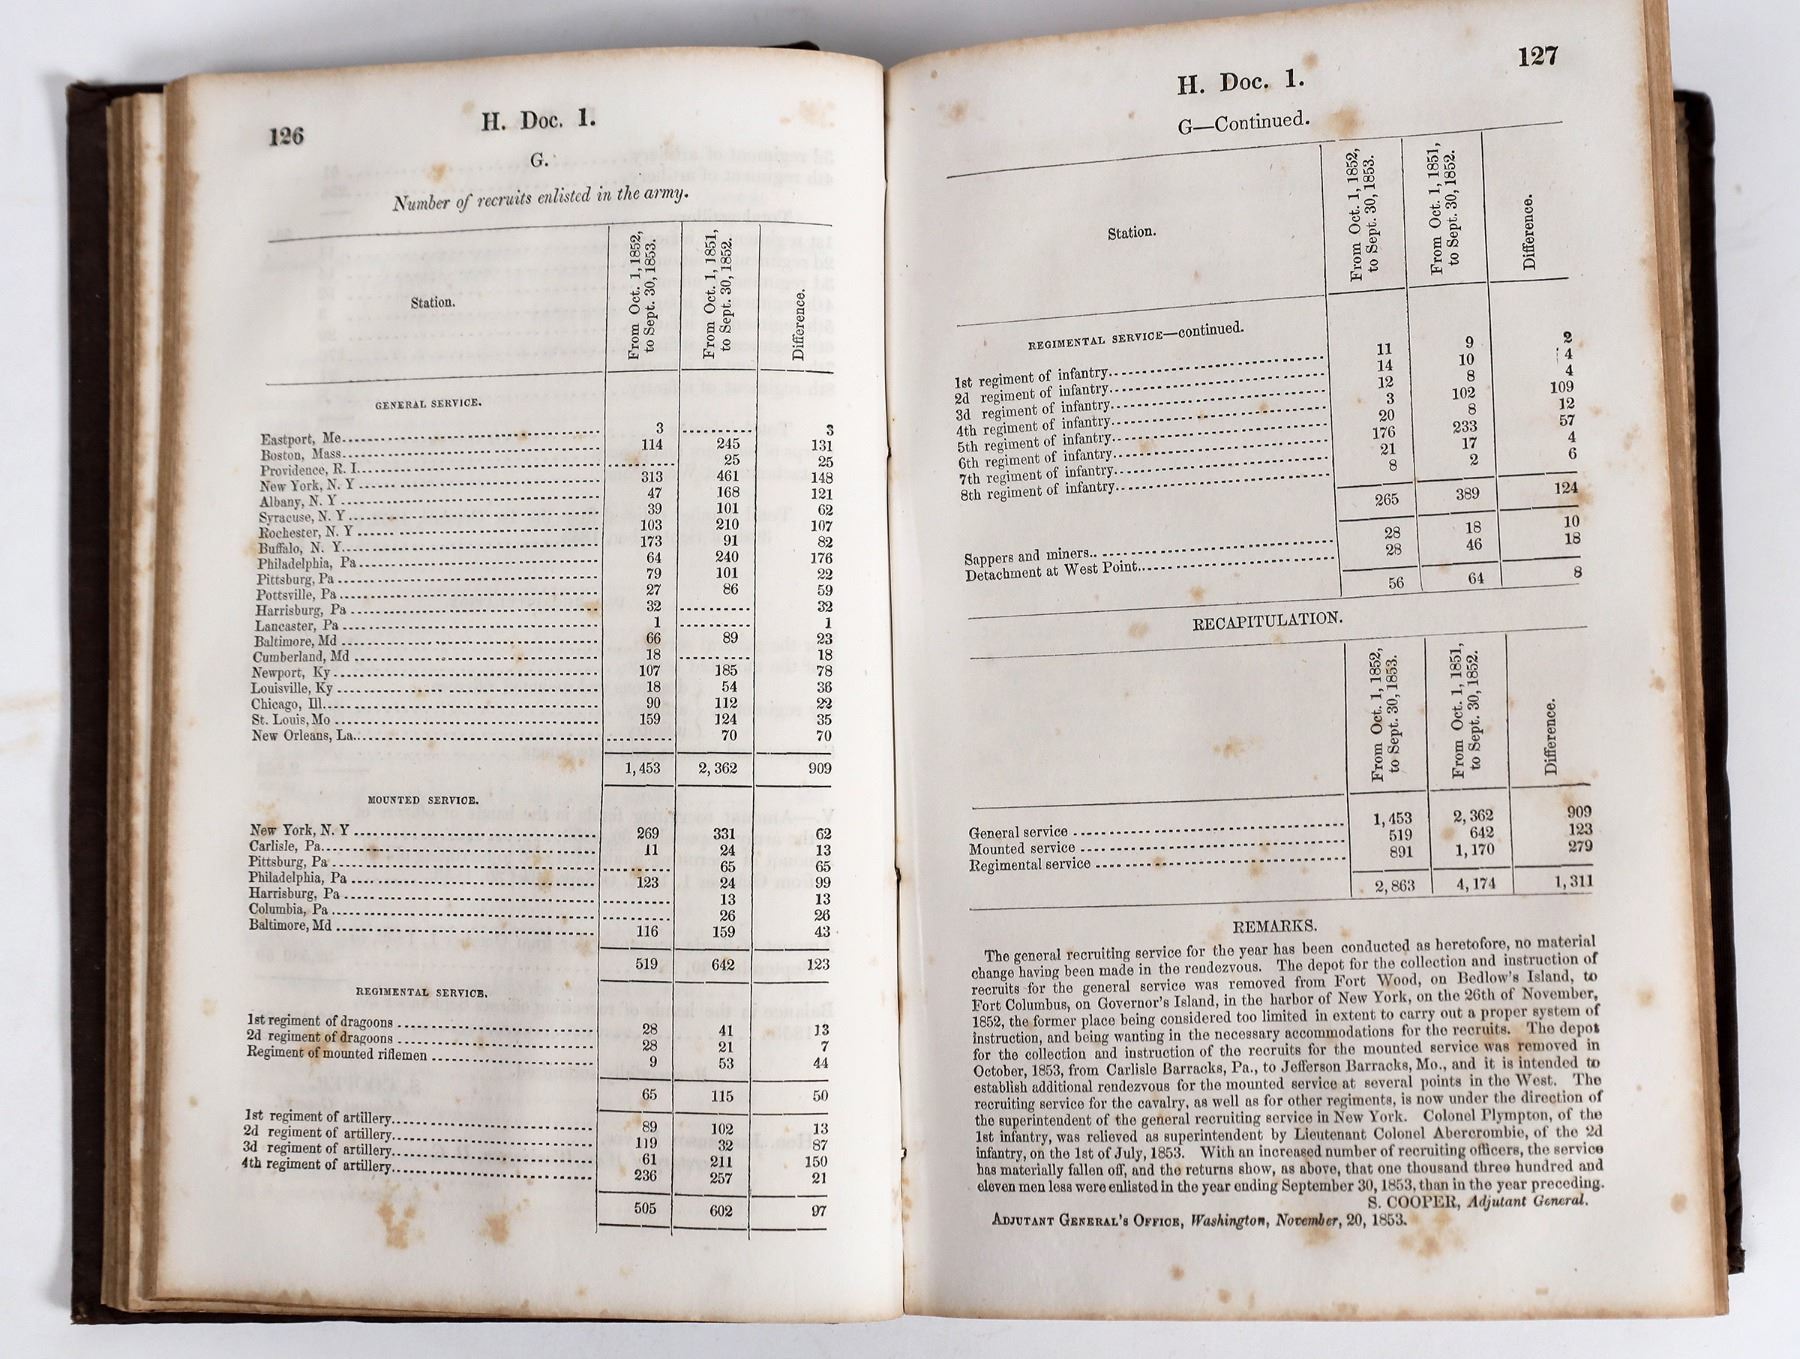 126
H. Doc. 1.
G.
Number of recruits enlisted in the army.
Station. From Oct. 1, 1852, to Sept. 30, 1853. From Oct. 1, 1851, to Sept. 30, 1852. Difference.
GENERAL SERVICE.
Eastport, Me. 3 ........ 3
Boston, Mass. 114 245 131
Providence, R. I. ........ 25 25
New York, N. Y 313 461 148
Albany, N. Y 47 168 121
Syracuse, N. Y 39 101 62
Rochester, N. Y 103 210 107
Buffalo, N. Y. 173 91 82
Philadelphia, Pa 64 240 176
Pittsburg, Pa 79 101 22
Pottsville, Pa 27 86 59
Harrisburg, Pa 32 ........ 32
Lancaster, Pa 1 ........ 1
Baltimore, Md 66 89 23
Cumberland, Md 18 ........ 18
Newport, Ky 107 185 78
Louisville, Ky 18 54 36
Chicago, Ill. 90 112 22
St. Louis, Mo 159 124 35
New Orleans, La. ........ 70 70
1,453 2,362 909
MOUNTED SERVICE.
New York, N. Y 269 331 62
Carlisle, Pa. 11 24 13
Pittsburg, Pa ........ 65 65
Philadelphia, Pa 123 24 99
Harrisburg, Pa ........ 13 13
Columbia, Pa ........ 26 26
Baltimore, Md 116 159 43
519 642 123
REGIMENTAL SERVICE.
1st regiment of dragoons 28 41 13
2d regiment of dragoons 28 21 7
Regiment of mounted riflemen 9 53 44
65 115 50
1st regiment of artillery. 89 102 13
2d regiment of artillery. 119 32 87
3d regiment of artillery. 61 211 150
4th regiment of artillery. 236 257 21
505 602 97
127
H. Doc. 1.
G—Continued.
Station. From Oct. 1, 1852, to Sept. 30, 1853. From Oct. 1, 1851, to Sept. 30, 1852. Difference.
REGIMENTAL SERVICE—continued.
1st regiment of infantry. 11 9 2
2d regiment of infantry. 14 10 4
3d regiment of infantry. 12 8 4
4th regiment of infantry. 3 102 109
5th regiment of infantry. 20 8 12
6th regiment of infantry. 176 233 57
7th regiment of infantry. 21 17 4
8th regiment of infantry. 8 2 6
265 389 124
Sappers and miners. 28 18 10
Detachment at West Point. 28 46 18
56 64 8
RECAPITULATION.
From Oct. 1, 1852, to Sept. 30, 1853. From Oct. 1, 1851, to Sept. 30, 1852. Difference.
General service 1,453 2,362 909
Mounted service 519 642 123
Regimental service 891 1,170 279
2,863 4,174 1,311
REMARKS.
The general recruiting service for the year has been conducted as heretofore, no material
change having been made in the rendezvous. The depot for the collection and instruction of
recruits for the general service was removed from Fort Wood, on Bedlow's Island, to
Fort Columbus, on Governor's Island, in the harbor of New York, on the 26th of November,
1852, the former place being considered too limited in extent to carry out a proper system of
instruction, and being wanting in the necessary accommodations for the recruits. The depot
for the collection and instruction of the recruits for the mounted service was removed in
October, 1853, from Carlisle Barracks, Pa., to Jefferson Barracks, Mo., and it is intended to
establish additional rendezvous for the mounted service at several points in the West. The
recruiting service for the cavalry, as well as for other regiments, is now under the direction of
the superintendent of the general recruiting service in New York. Colonel Plympton, of the
1st infantry, was relieved as superintendent by Lieutenant Colonel Abercrombie, of the 2d
infantry, on the 1st of July, 1853. With an increased number of recruiting officers, the service
has materially fallen off, and the returns show, as above, that one thousand three hundred and
eleven men less were enlisted in the year ending September 30, 1853, than in the year preceding.
S. COOPER, Adjutant General.
ADJUTANT GENERAL'S OFFICE, Washington, November, 20, 1853.